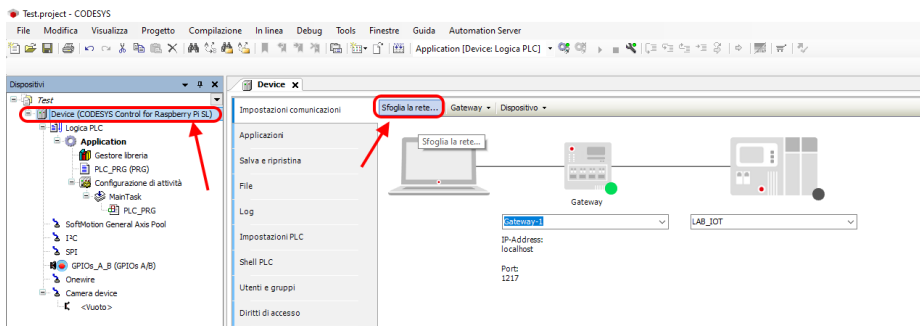 Test.project - CODESYS
File Modifica Visualizza Progetto Compilazione In linea Debug Tools Finestre Guida Automation Server
Application [Device: Logica PLC]
Dispositivi
Device
Test
Device (CODESYS Control for Raspberry Pi SL)
Logica PLC
Application
Gestore libreria
PLC_PRG (PRG)
Configurazione di attività
MainTask
PLC_PRG
SoftMotion General Axis Pool
I²C
SPI
GPIOs_A_B (GPIOs A/B)
Onewire
Camera device
<Vuoto>
Impostazioni comunicazioni
Applicazioni
Salva e ripristina
File
Log
Impostazioni PLC
Shell PLC
Utenti e gruppi
Diritti di accesso
Sfoglia la rete... Gateway Dispositivo
Sfoglia la rete...
Gateway
Gateway-1 LAB_IOT
IP-Address:
localhost
Port:
1217